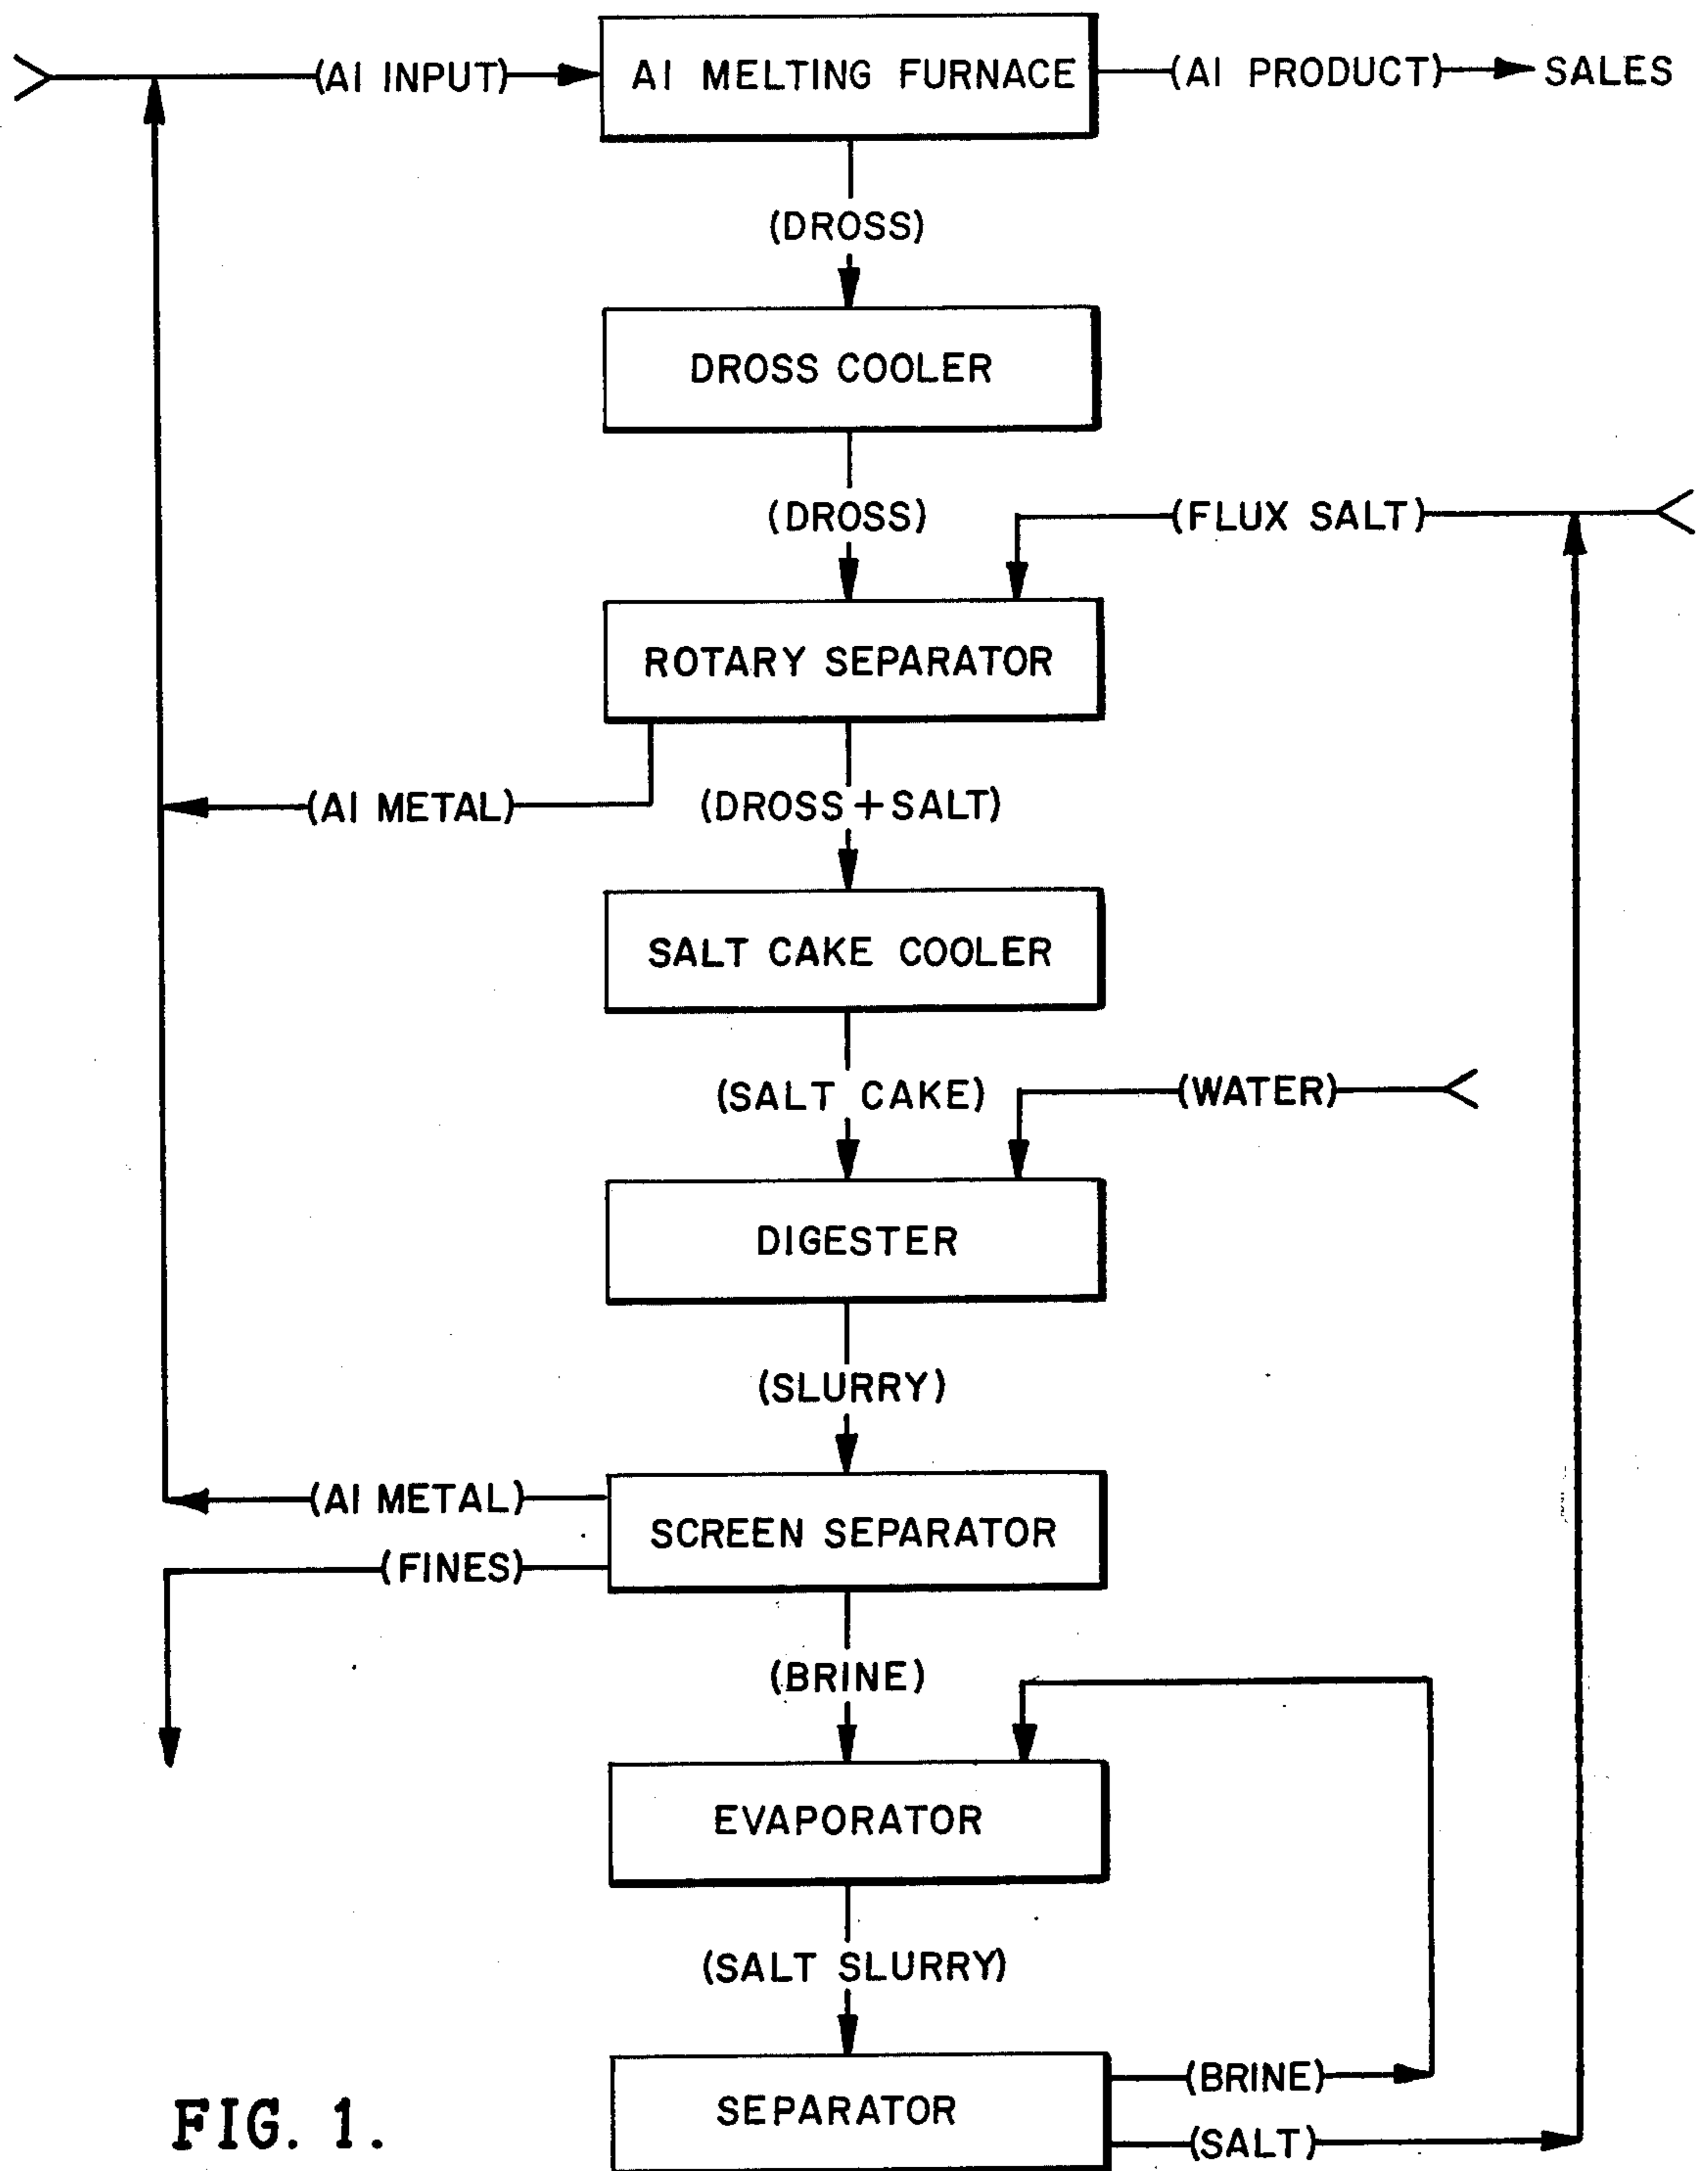 (Al INPUT)
Al MELTING FURNACE
(Al PRODUCT)
SALES
(DROSS)
DROSS COOLER
(DROSS)
(FLUX SALT)
ROTARY SEPARATOR
(Al METAL)
(DROSS+SALT)
SALT CAKE COOLER
(SALT CAKE)
(WATER)
DIGESTER
(SLURRY)
(Al METAL)
SCREEN SEPARATOR
(FINES)
(BRINE)
EVAPORATOR
(SALT SLURRY)
(BRINE)
SEPARATOR
(SALT)
FIG. 1.